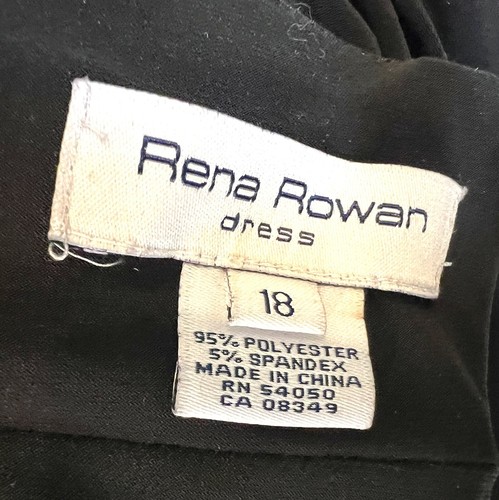 Rena Rowan
dress
18
95% POLYESTER
5% SPANDEX
MADE IN CHINA
RN 54050
CA 08349